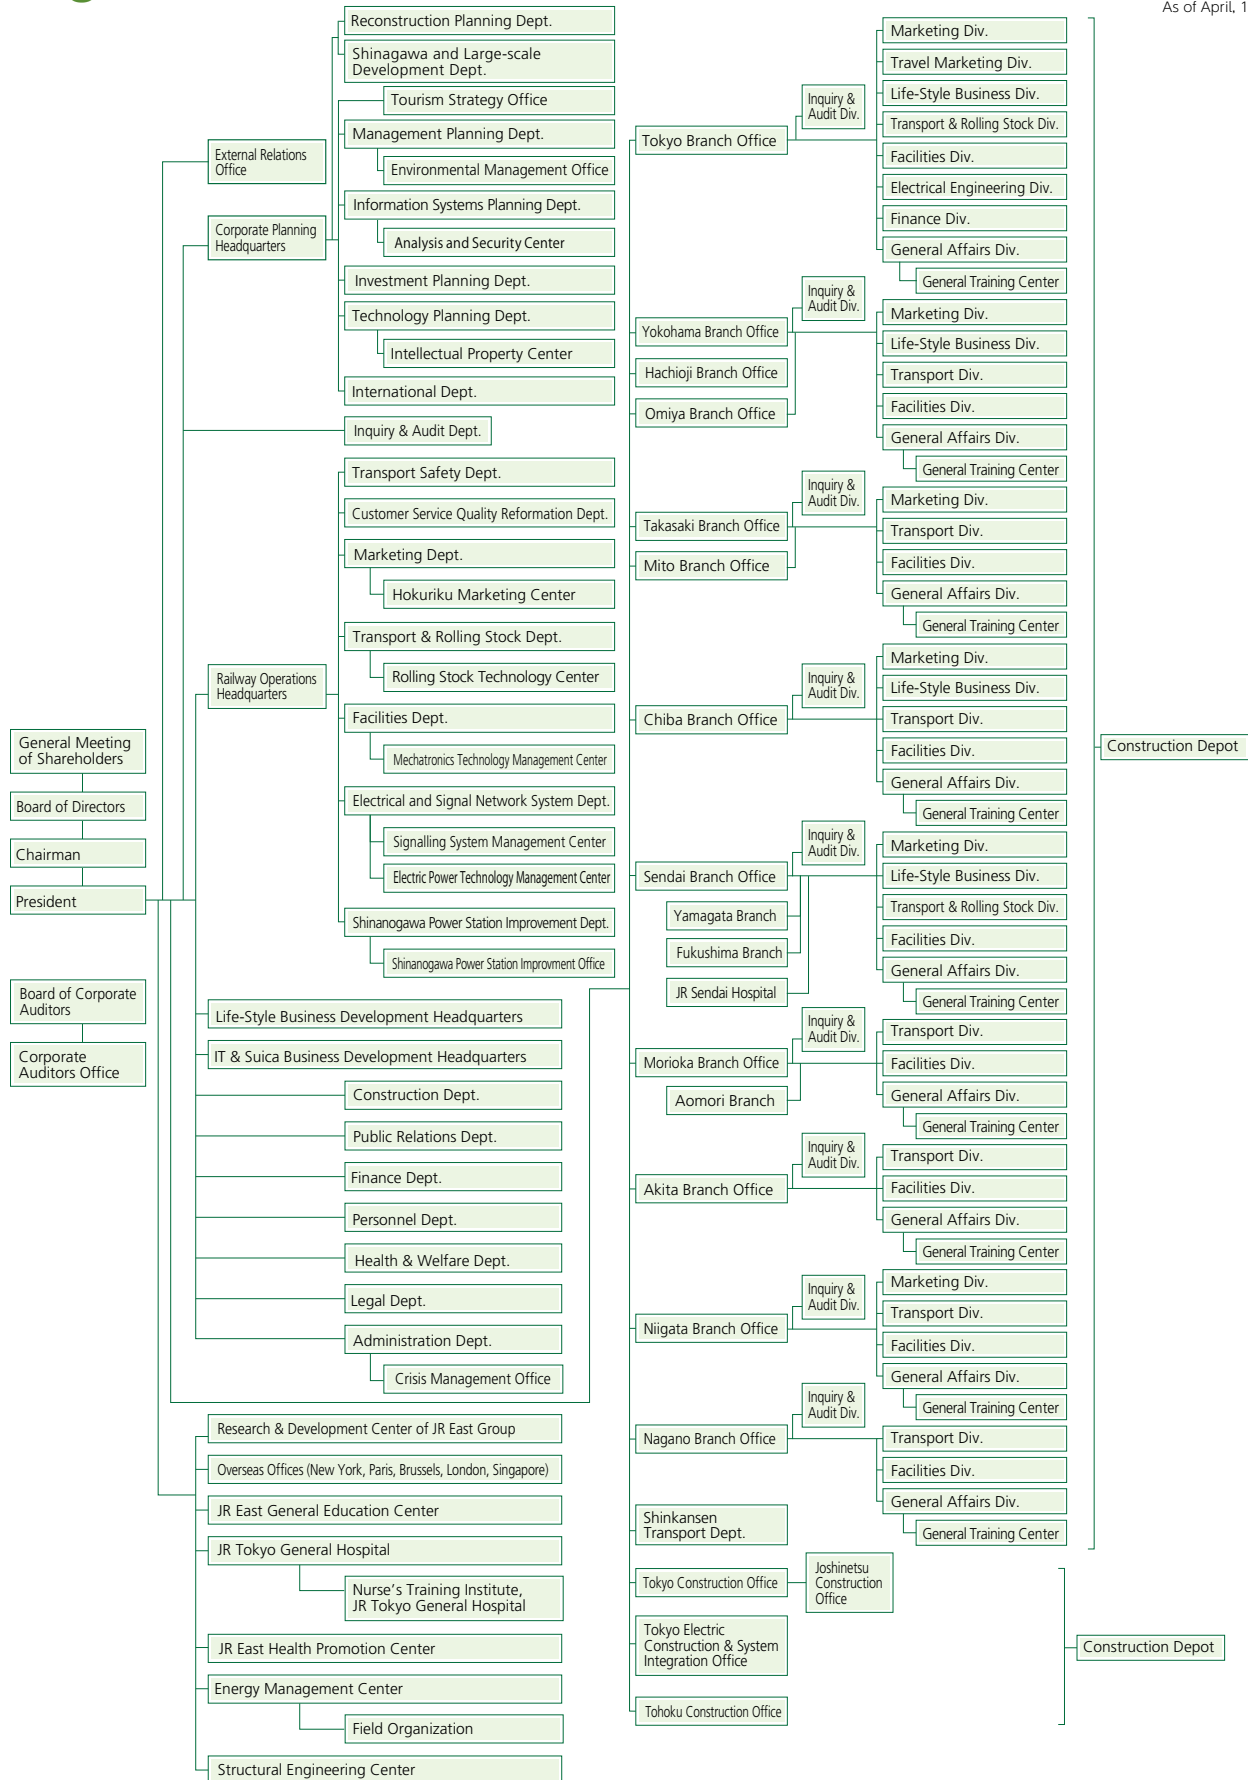 As of April, 1
Reconstruction Planning Dept.
Shinagawa and Large-scale
Development Dept.
Tourism Strategy Office
Management Planning Dept.
Environmental Management Office
Information Systems Planning Dept.
Analysis and Security Center
Investment Planning Dept.
Technology Planning Dept.
Intellectual Property Center
International Dept.
External Relations
Office
Corporate Planning
Headquarters
Inquiry & Audit Dept.
Transport Safety Dept.
Customer Service Quality Reformation Dept.
Marketing Dept.
Hokuriku Marketing Center
Transport & Rolling Stock Dept.
Rolling Stock Technology Center
Railway Operations
Headquarters
Facilities Dept.
Mechatronics Technology Management Center
Electrical and Signal Network System Dept.
Signalling System Management Center
Electric Power Technology Management Center
Shinanogawa Power Station Improvement Dept.
Shinanogawa Power Station Improvment Office
General Meeting
of Shareholders
Board of Directors
Chairman
President
Board of Corporate
Auditors
Corporate
Auditors Office
Life-Style Business Development Headquarters
IT & Suica Business Development Headquarters
Construction Dept.
Public Relations Dept.
Finance Dept.
Personnel Dept.
Health & Welfare Dept.
Legal Dept.
Administration Dept.
Crisis Management Office
Research & Development Center of JR East Group
Overseas Offices (New York, Paris, Brussels, London, Singapore)
JR East General Education Center
JR Tokyo General Hospital
Nurse's Training Institute,
JR Tokyo General Hospital
JR East Health Promotion Center
Energy Management Center
Field Organization
Structural Engineering Center
Tokyo Branch Office
Inquiry &
Audit Div.
Marketing Div.
Travel Marketing Div.
Life-Style Business Div.
Transport & Rolling Stock Div.
Facilities Div.
Electrical Engineering Div.
Finance Div.
General Affairs Div.
General Training Center
Yokohama Branch Office
Hachioji Branch Office
Omiya Branch Office
Inquiry &
Audit Div.
Marketing Div.
Life-Style Business Div.
Transport Div.
Facilities Div.
General Affairs Div.
General Training Center
Takasaki Branch Office
Mito Branch Office
Inquiry &
Audit Div.
Marketing Div.
Transport Div.
Facilities Div.
General Affairs Div.
General Training Center
Chiba Branch Office
Inquiry &
Audit Div.
Marketing Div.
Life-Style Business Div.
Transport Div.
Facilities Div.
General Affairs Div.
General Training Center
Sendai Branch Office
Yamagata Branch
Fukushima Branch
JR Sendai Hospital
Inquiry &
Audit Div.
Marketing Div.
Life-Style Business Div.
Transport & Rolling Stock Div.
Facilities Div.
General Affairs Div.
General Training Center
Morioka Branch Office
Aomori Branch
Inquiry &
Audit Div.
Transport Div.
Facilities Div.
General Affairs Div.
General Training Center
Akita Branch Office
Inquiry &
Audit Div.
Transport Div.
Facilities Div.
General Affairs Div.
General Training Center
Niigata Branch Office
Inquiry &
Audit Div.
Marketing Div.
Transport Div.
Facilities Div.
General Affairs Div.
General Training Center
Nagano Branch Office
Inquiry &
Audit Div.
Transport Div.
Facilities Div.
General Affairs Div.
General Training Center
Construction Depot
Shinkansen
Transport Dept.
Tokyo Construction Office
Joshinetsu
Construction
Office
Tokyo Electric
Construction & System
Integration Office
Tohoku Construction Office
Construction Depot